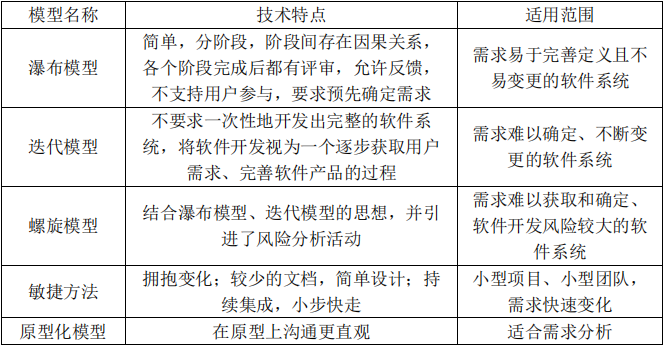 模型名称
技术特点
适用范围
瀑布模型
简单，分阶段，阶段间存在因果关系，
各个阶段完成后都有评审，允许反馈，
不支持用户参与，要求预先确定需求
需求易于完善定义且不
易变更的软件系统
迭代模型
不要求一次性地开发出完整的软件系
统，将软件开发视为一个逐步获取用户
需求、完善软件产品的过程
需求难以确定、不断变
更的软件系统
螺旋模型
结合瀑布模型、迭代模型的思想，并引
进了风险分析活动
需求难以获取和确定、
软件开发风险较大的软
件系统
敏捷方法
拥抱变化；较少的文档，简单设计；持
续集成，小步快走
小型项目、小型团队，
需求快速变化
原型化模型
在原型上沟通更直观
适合需求分析